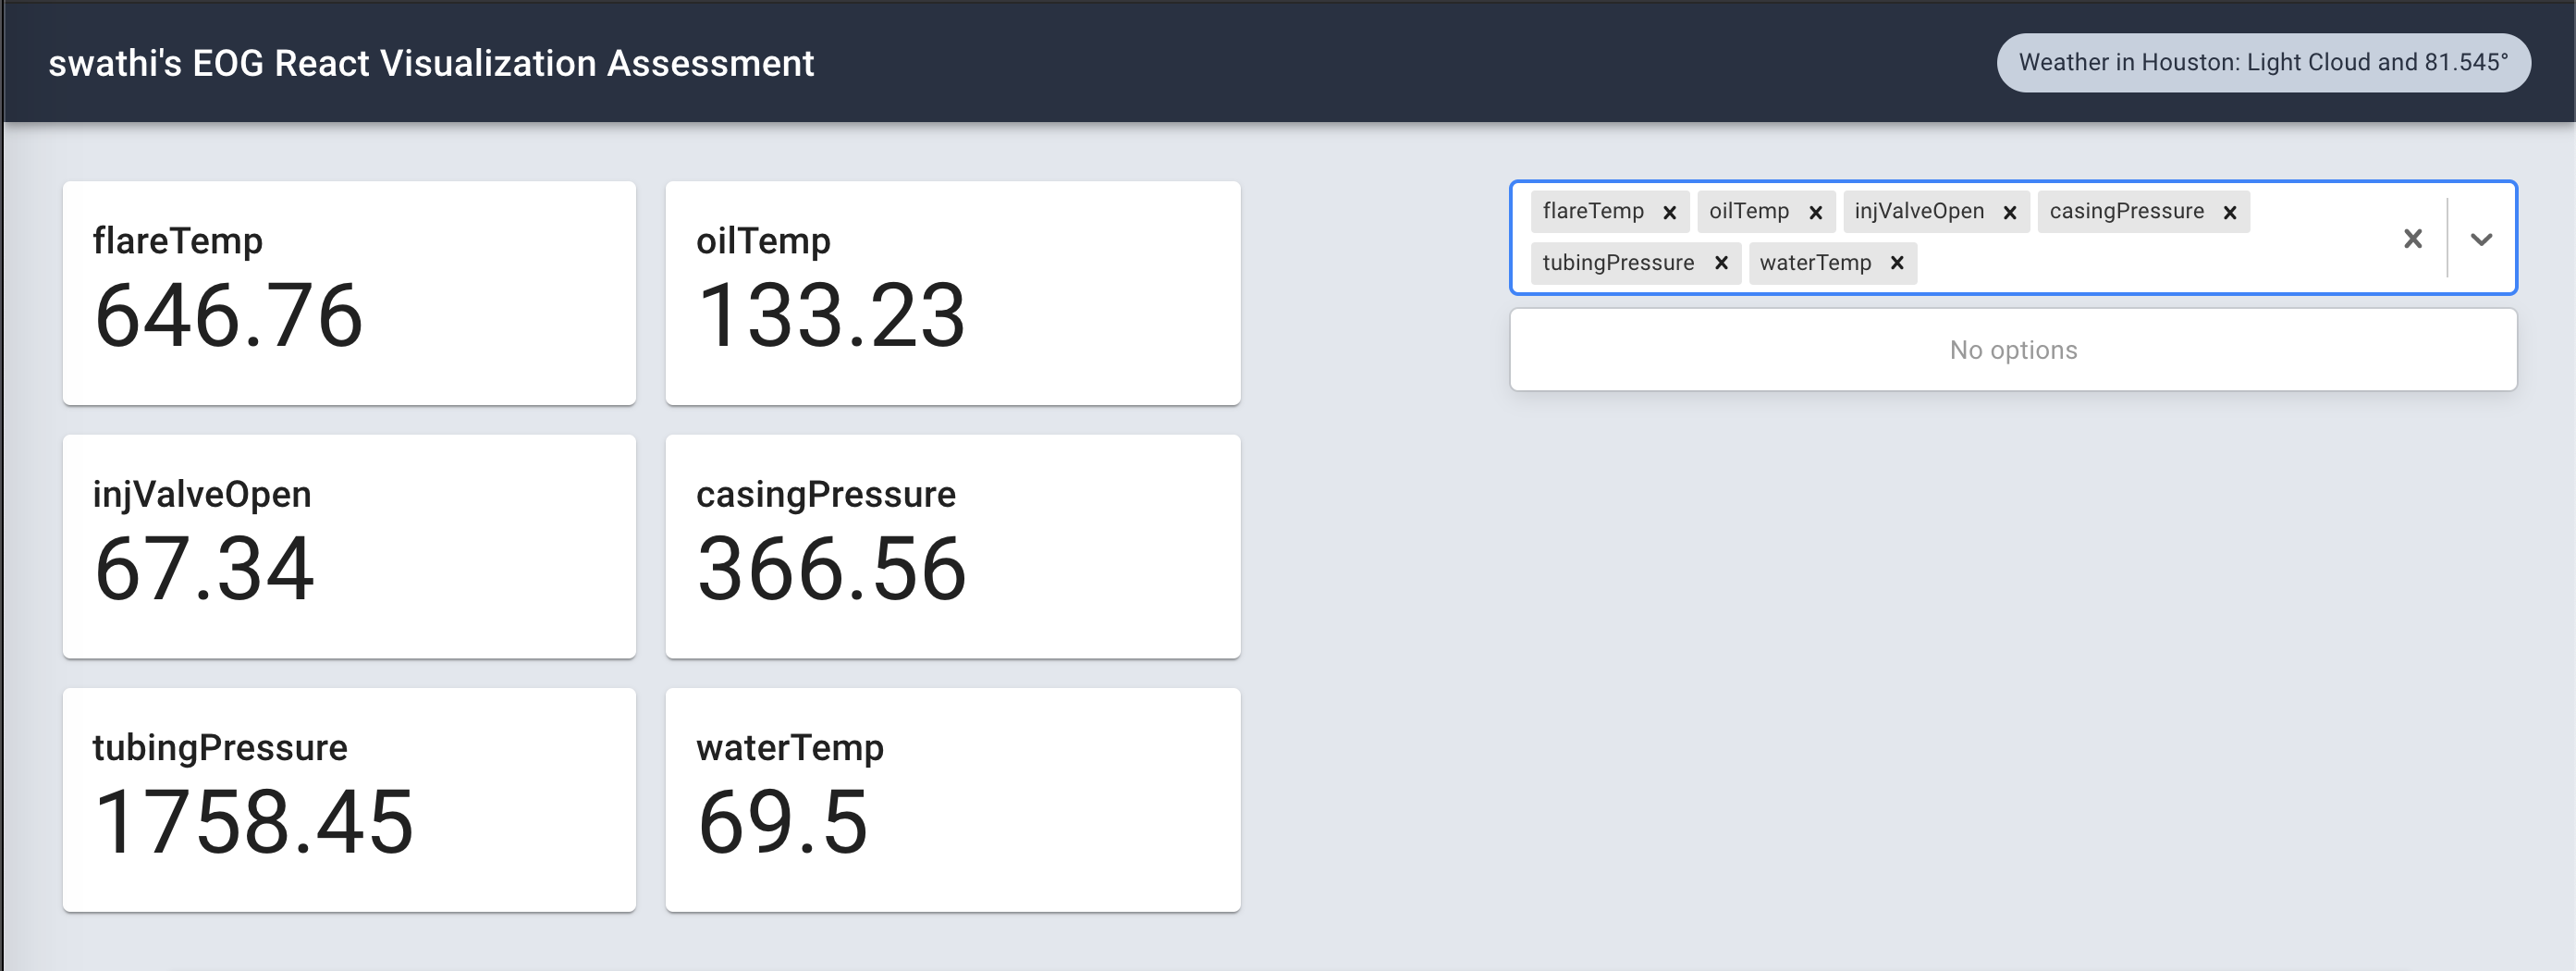 swathi's EOG React Visualization Assessment
Weather in Houston: Light Cloud and 81.545°
flareTemp
646.76
oilTemp
133.23
injValveOpen
67.34
casingPressure
366.56
tubingPressure
1758.45
waterTemp
69.5
flareTemp × oilTemp × injValveOpen × casingPressure ×
tubingPressure × waterTemp ×
No options